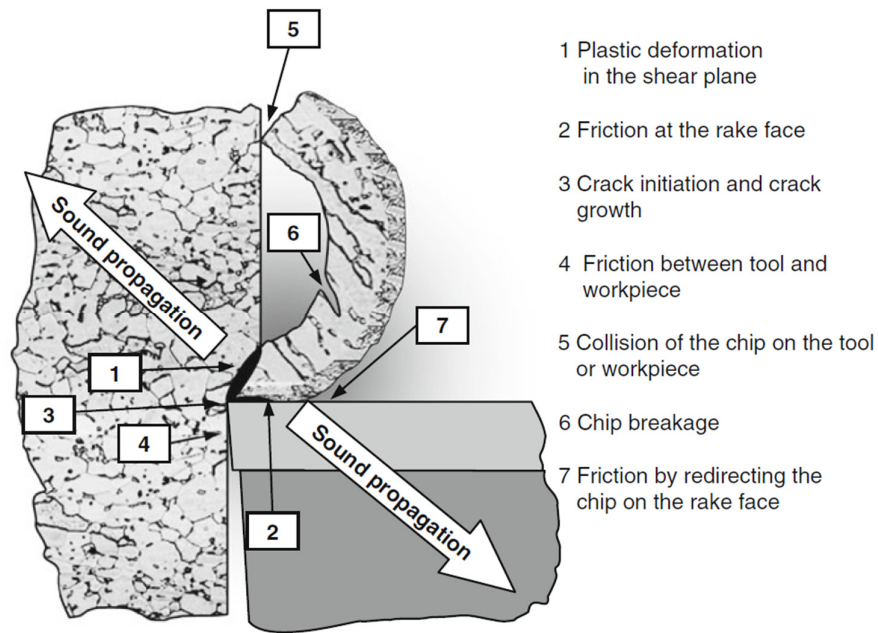 5
6
7
1
3
4
2
Sound propagation
Sound propagation
1 Plastic deformation
in the shear plane
2 Friction at the rake face
3 Crack initiation and crack
growth
4 Friction between tool and
workpiece
5 Collision of the chip on the tool
or workpiece
6 Chip breakage
7 Friction by redirecting the
chip on the rake face